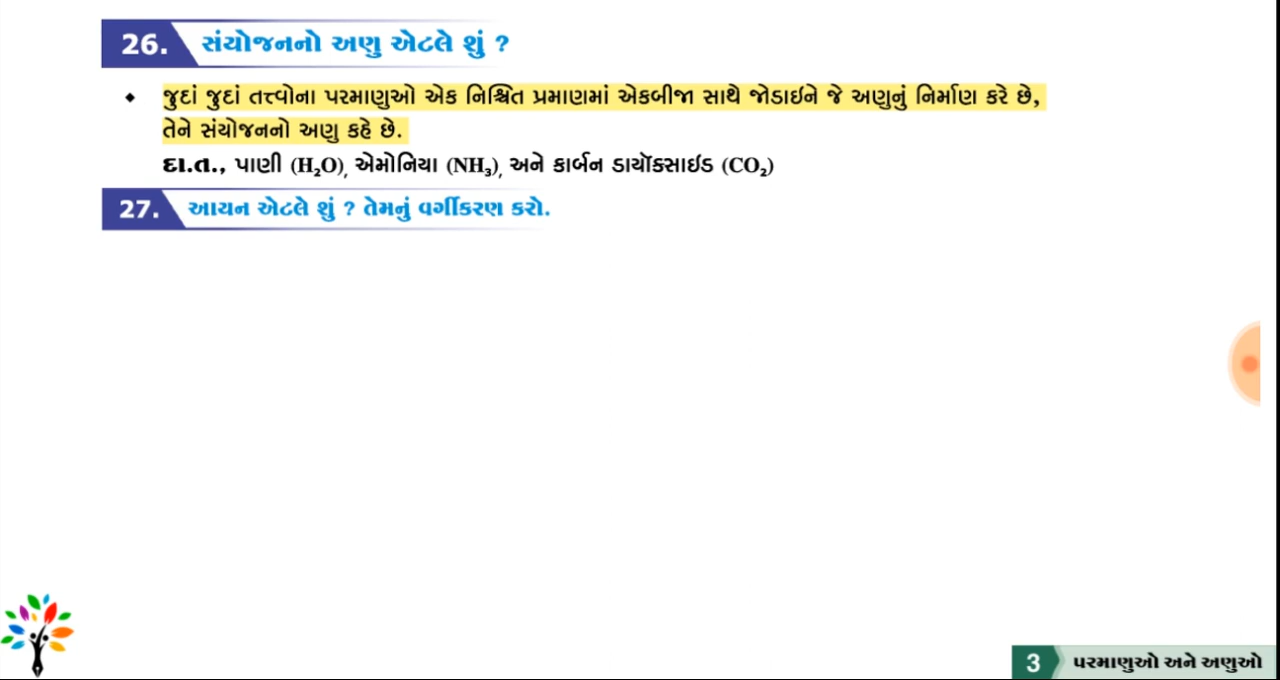 26. સંયોજનનો અણુ એટલે શું ?
◆ જુદાં જુદાં તત્ત્વોના પરમાણુઓ એક નિશ્ચિત પ્રમાણમાં એકબીજા સાથે જોડાઇને જે અણુનું નિર્માણ કરે છે,
તેને સંયોજનનો અણુ કહે છે.
દા.ત., પાણી (H₂O), એમોનિયા (NH₃), અને કાર્બન ડાયૉક્સાઇડ (CO₂)
27. આયન એટલે શું ? તેમનું વર્ગીકરણ કરો.
3 પરમાણુઓ અને અણુઓ